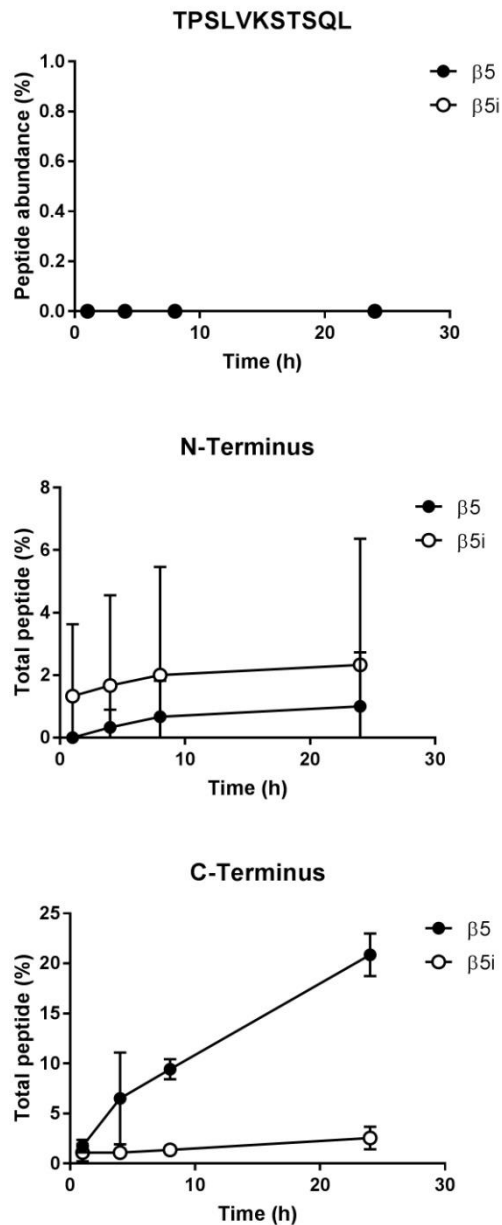 TPSLVKSTSQL
β5
β5i
Peptide abundance (%)
1.0
0.8
0.6
0.4
0.2
0.0
0 10 20 30
Time (h)
N-Terminus
β5
β5i
Total peptide (%)
8
6
4
2
0
0 10 20 30
Time (h)
C-Terminus
β5
β5i
Total peptide (%)
25
20
15
10
5
0
0 10 20 30
Time (h)